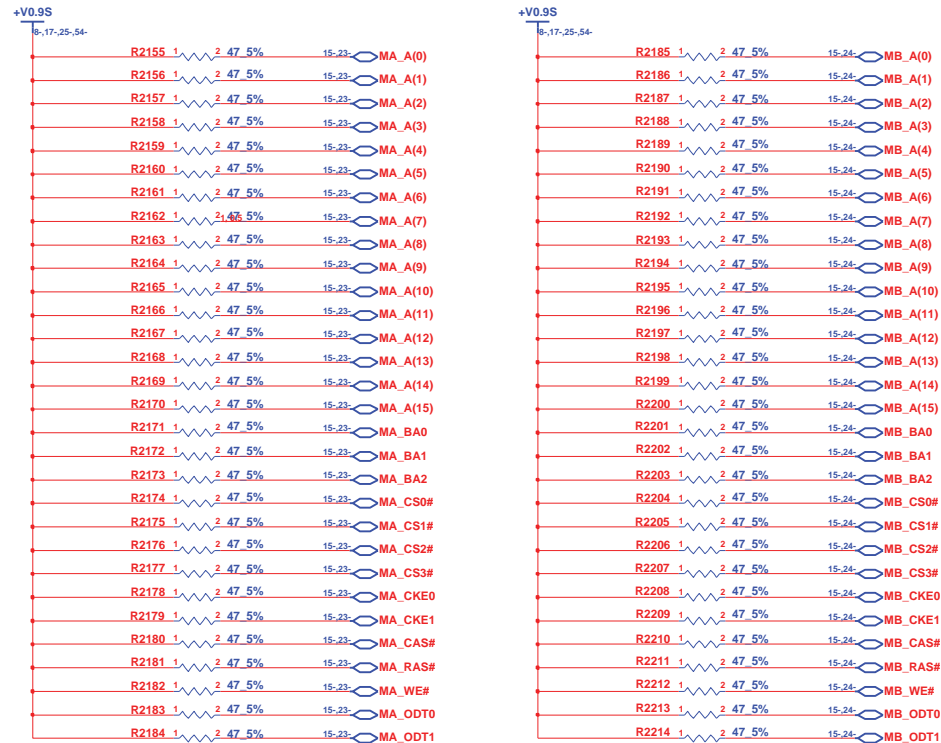 +V0.9S
8-,17-,25-,54-
R2155 1 2 47_5% 15-,23- MA_A(0)
R2156 1 2 47_5% 15-,23- MA_A(1)
R2157 1 2 47_5% 15-,23- MA_A(2)
R2158 1 2 47_5% 15-,23- MA_A(3)
R2159 1 2 47_5% 15-,23- MA_A(4)
R2160 1 2 47_5% 15-,23- MA_A(5)
R2161 1 2 47_5% 15-,23- MA_A(6)
R2162 1 2 47_5% 15-,23- MA_A(7)
R2163 1 2 47_5% 15-,23- MA_A(8)
R2164 1 2 47_5% 15-,23- MA_A(9)
R2165 1 2 47_5% 15-,23- MA_A(10)
R2166 1 2 47_5% 15-,23- MA_A(11)
R2167 1 2 47_5% 15-,23- MA_A(12)
R2168 1 2 47_5% 15-,23- MA_A(13)
R2169 1 2 47_5% 15-,23- MA_A(14)
R2170 1 2 47_5% 15-,23- MA_A(15)
R2171 1 2 47_5% 15-,23- MA_BA0
R2172 1 2 47_5% 15-,23- MA_BA1
R2173 1 2 47_5% 15-,23- MA_BA2
R2174 1 2 47_5% 15-,23- MA_CS0#
R2175 1 2 47_5% 15-,23- MA_CS1#
R2176 1 2 47_5% 15-,23- MA_CS2#
R2177 1 2 47_5% 15-,23- MA_CS3#
R2178 1 2 47_5% 15-,23- MA_CKE0
R2179 1 2 47_5% 15-,23- MA_CKE1
R2180 1 2 47_5% 15-,23- MA_CAS#
R2181 1 2 47_5% 15-,23- MA_RAS#
R2182 1 2 47_5% 15-,23- MA_WE#
R2183 1 2 47_5% 15-,23- MA_ODT0
R2184 1 2 47_5% 15-,23- MA_ODT1
+V0.9S
8-,17-,25-,54-
R2185 1 2 47_5% 15-,24- MB_A(0)
R2186 1 2 47_5% 15-,24- MB_A(1)
R2187 1 2 47_5% 15-,24- MB_A(2)
R2188 1 2 47_5% 15-,24- MB_A(3)
R2189 1 2 47_5% 15-,24- MB_A(4)
R2190 1 2 47_5% 15-,24- MB_A(5)
R2191 1 2 47_5% 15-,24- MB_A(6)
R2192 1 2 47_5% 15-,24- MB_A(7)
R2193 1 2 47_5% 15-,24- MB_A(8)
R2194 1 2 47_5% 15-,24- MB_A(9)
R2195 1 2 47_5% 15-,24- MB_A(10)
R2196 1 2 47_5% 15-,24- MB_A(11)
R2197 1 2 47_5% 15-,24- MB_A(12)
R2198 1 2 47_5% 15-,24- MB_A(13)
R2199 1 2 47_5% 15-,24- MB_A(14)
R2200 1 2 47_5% 15-,24- MB_A(15)
R2201 1 2 47_5% 15-,24- MB_BA0
R2202 1 2 47_5% 15-,24- MB_BA1
R2203 1 2 47_5% 15-,24- MB_BA2
R2204 1 2 47_5% 15-,24- MB_CS0#
R2205 1 2 47_5% 15-,24- MB_CS1#
R2206 1 2 47_5% 15-,24- MB_CS2#
R2207 1 2 47_5% 15-,24- MB_CS3#
R2208 1 2 47_5% 15-,24- MB_CKE0
R2209 1 2 47_5% 15-,24- MB_CKE1
R2210 1 2 47_5% 15-,24- MB_CAS#
R2211 1 2 47_5% 15-,24- MB_RAS#
R2212 1 2 47_5% 15-,24- MB_WE#
R2213 1 2 47_5% 15-,24- MB_ODT0
R2214 1 2 47_5% 15-,24- MB_ODT1